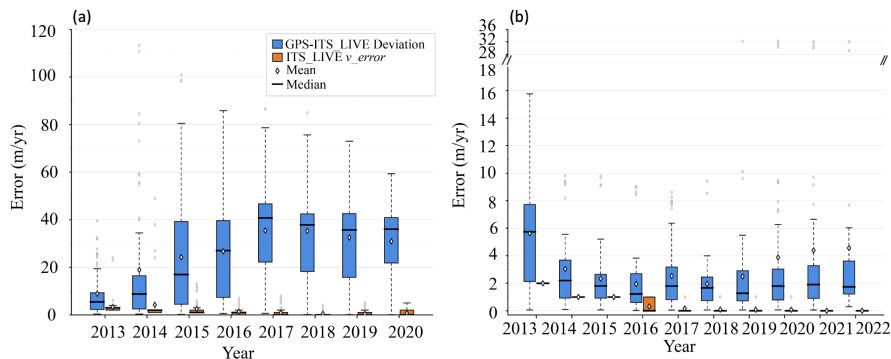 (a)
120
100
80
60
40
20
0
Error (m/yr)
GPS-ITS_LIVE Deviation
ITS_LIVE v_error
Mean
Median
2013 2014 2015 2016 2017 2018 2019 2020
Year
(b)
36
32
28
18
16
14
12
10
8
6
4
2
0
Error (m/yr)
2013 2014 2015 2016 2017 2018 2019 2020 2021 2022
Year